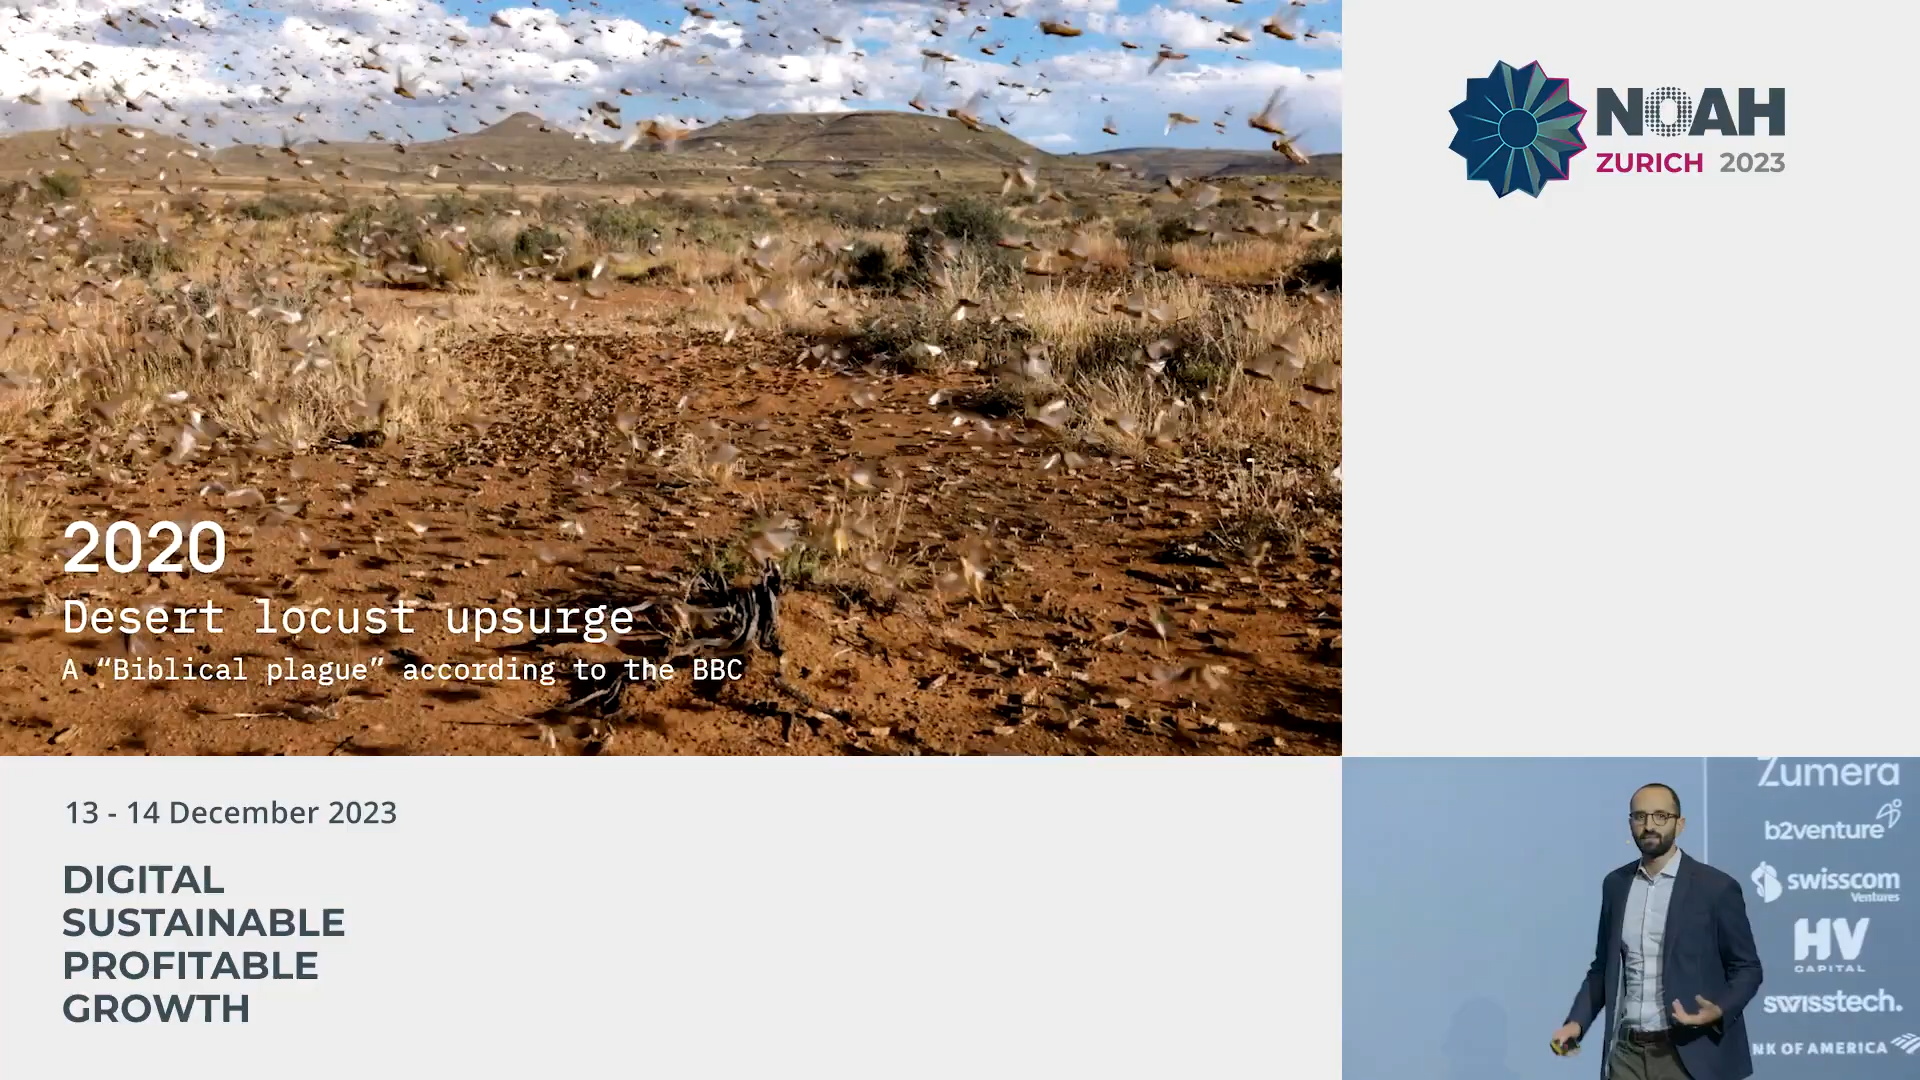 NOAH
ZURICH 2023
2020
Desert locust upsurge
A “Biblical plague” according to the BBC
13 - 14 December 2023
DIGITAL
SUSTAINABLE
PROFITABLE
GROWTH
Zumera
b2venture
swisscom
Ventures
HV
CAPITAL
swisstech.
NK OF AMERICA